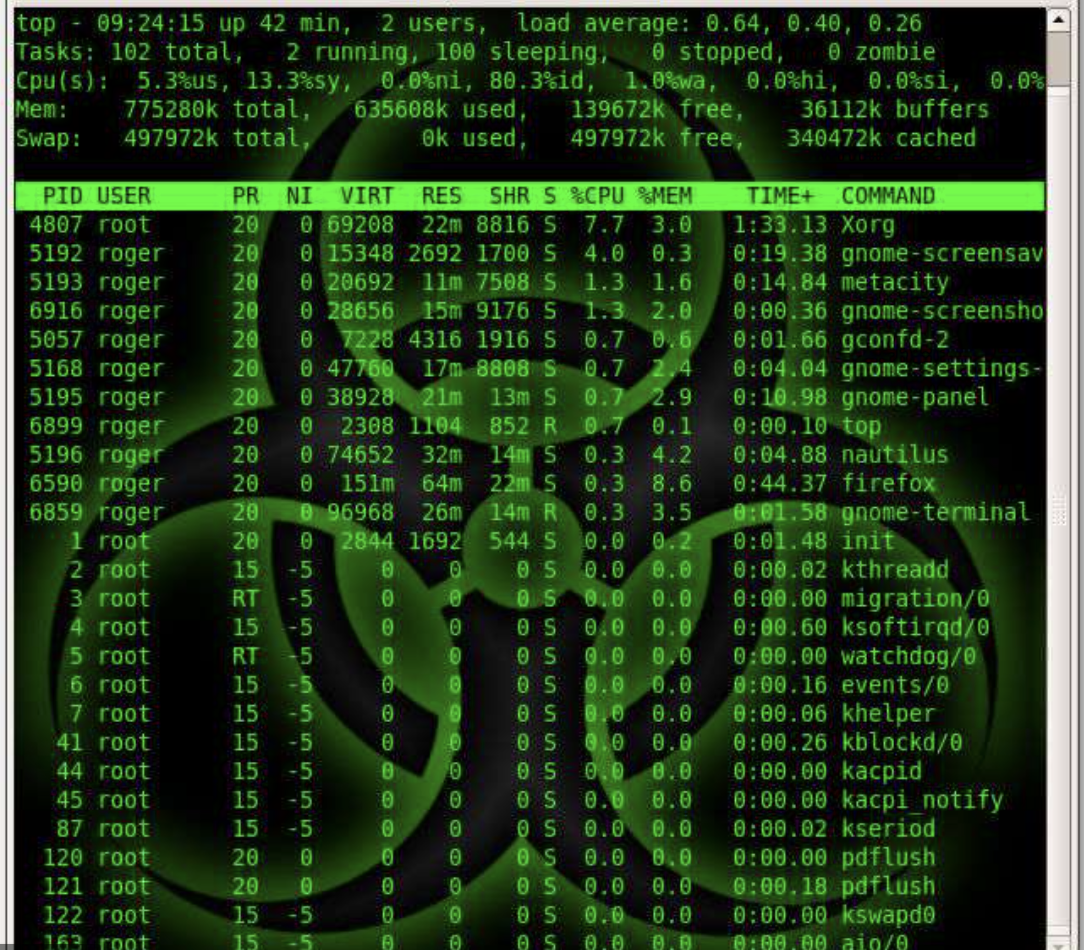 top - 09:24:15 up 42 min,  2 users,  load average: 0.64, 0.40, 0.26
Tasks: 102 total,   2 running, 100 sleeping,   0 stopped,   0 zombie
Cpu(s):  5.3%us, 13.3%sy,  0.0%ni, 80.3%id,  1.0%wa,  0.0%hi,  0.0%si,  0.0%
Mem:    775280k total,   635608k used,   139672k free,    36112k buffers
Swap:   497972k total,        0k used,   497972k free,   340472k cached
  PID USER      PR  NI  VIRT  RES  SHR S %CPU %MEM    TIME+  COMMAND
 4807 root      20   0 69208  22m 8816 S  7.7  3.0   1:33.13 Xorg
 5192 roger     20   0 15348 2692 1700 S  4.0  0.3   0:19.38 gnome-screensav
 5193 roger     20   0 20692  11m 7508 S  1.3  1.6   0:14.84 metacity
 6916 roger     20   0 28656  15m 9176 S  1.3  2.0   0:00.36 gnome-screensho
 5057 roger     20   0  7228 4316 1916 S  0.7  0.6   0:01.66 gconfd-2
 5168 roger     20   0 47760  17m 8808 S  0.7  2.4   0:04.04 gnome-settings-
 5195 roger     20   0 38928  21m  13m S  0.7  2.9   0:10.98 gnome-panel
 6899 roger     20   0  2308 1104  852 R  0.7  0.1   0:00.10 top
 5196 roger     20   0 74652  32m  14m S  0.3  4.2   0:04.88 nautilus
 6590 roger     20   0  151m  64m  22m S  0.3  8.6   0:44.37 firefox
 6859 roger     20   0 96968  26m  14m R  0.3  3.5   0:01.58 gnome-terminal
    1 root      20   0  2844 1692  544 S  0.0  0.2   0:01.48 init
    2 root      15  -5     0    0    0 S  0.0  0.0   0:00.02 kthreadd
    3 root      RT  -5     0    0    0 S  0.0  0.0   0:00.00 migration/0
    4 root      15  -5     0    0    0 S  0.0  0.0   0:00.60 ksoftirqd/0
    5 root      RT  -5     0    0    0 S  0.0  0.0   0:00.00 watchdog/0
    6 root      15  -5     0    0    0 S  0.0  0.0   0:00.16 events/0
    7 root      15  -5     0    0    0 S  0.0  0.0   0:00.06 khelper
   41 root      15  -5     0    0    0 S  0.0  0.0   0:00.26 kblockd/0
   44 root      15  -5     0    0    0 S  0.0  0.0   0:00.00 kacpid
   45 root      15  -5     0    0    0 S  0.0  0.0   0:00.00 kacpi_notify
   87 root      15  -5     0    0    0 S  0.0  0.0   0:00.02 kseriod
  120 root      20   0     0    0    0 S  0.0  0.0   0:00.00 pdflush
  121 root      20   0     0    0    0 S  0.0  0.0   0:00.18 pdflush
  122 root      15  -5     0    0    0 S  0.0  0.0   0:00.00 kswapd0
  163 root      15  -5     0    0    0 S  0.0  0.0   0:00.00 aio/0